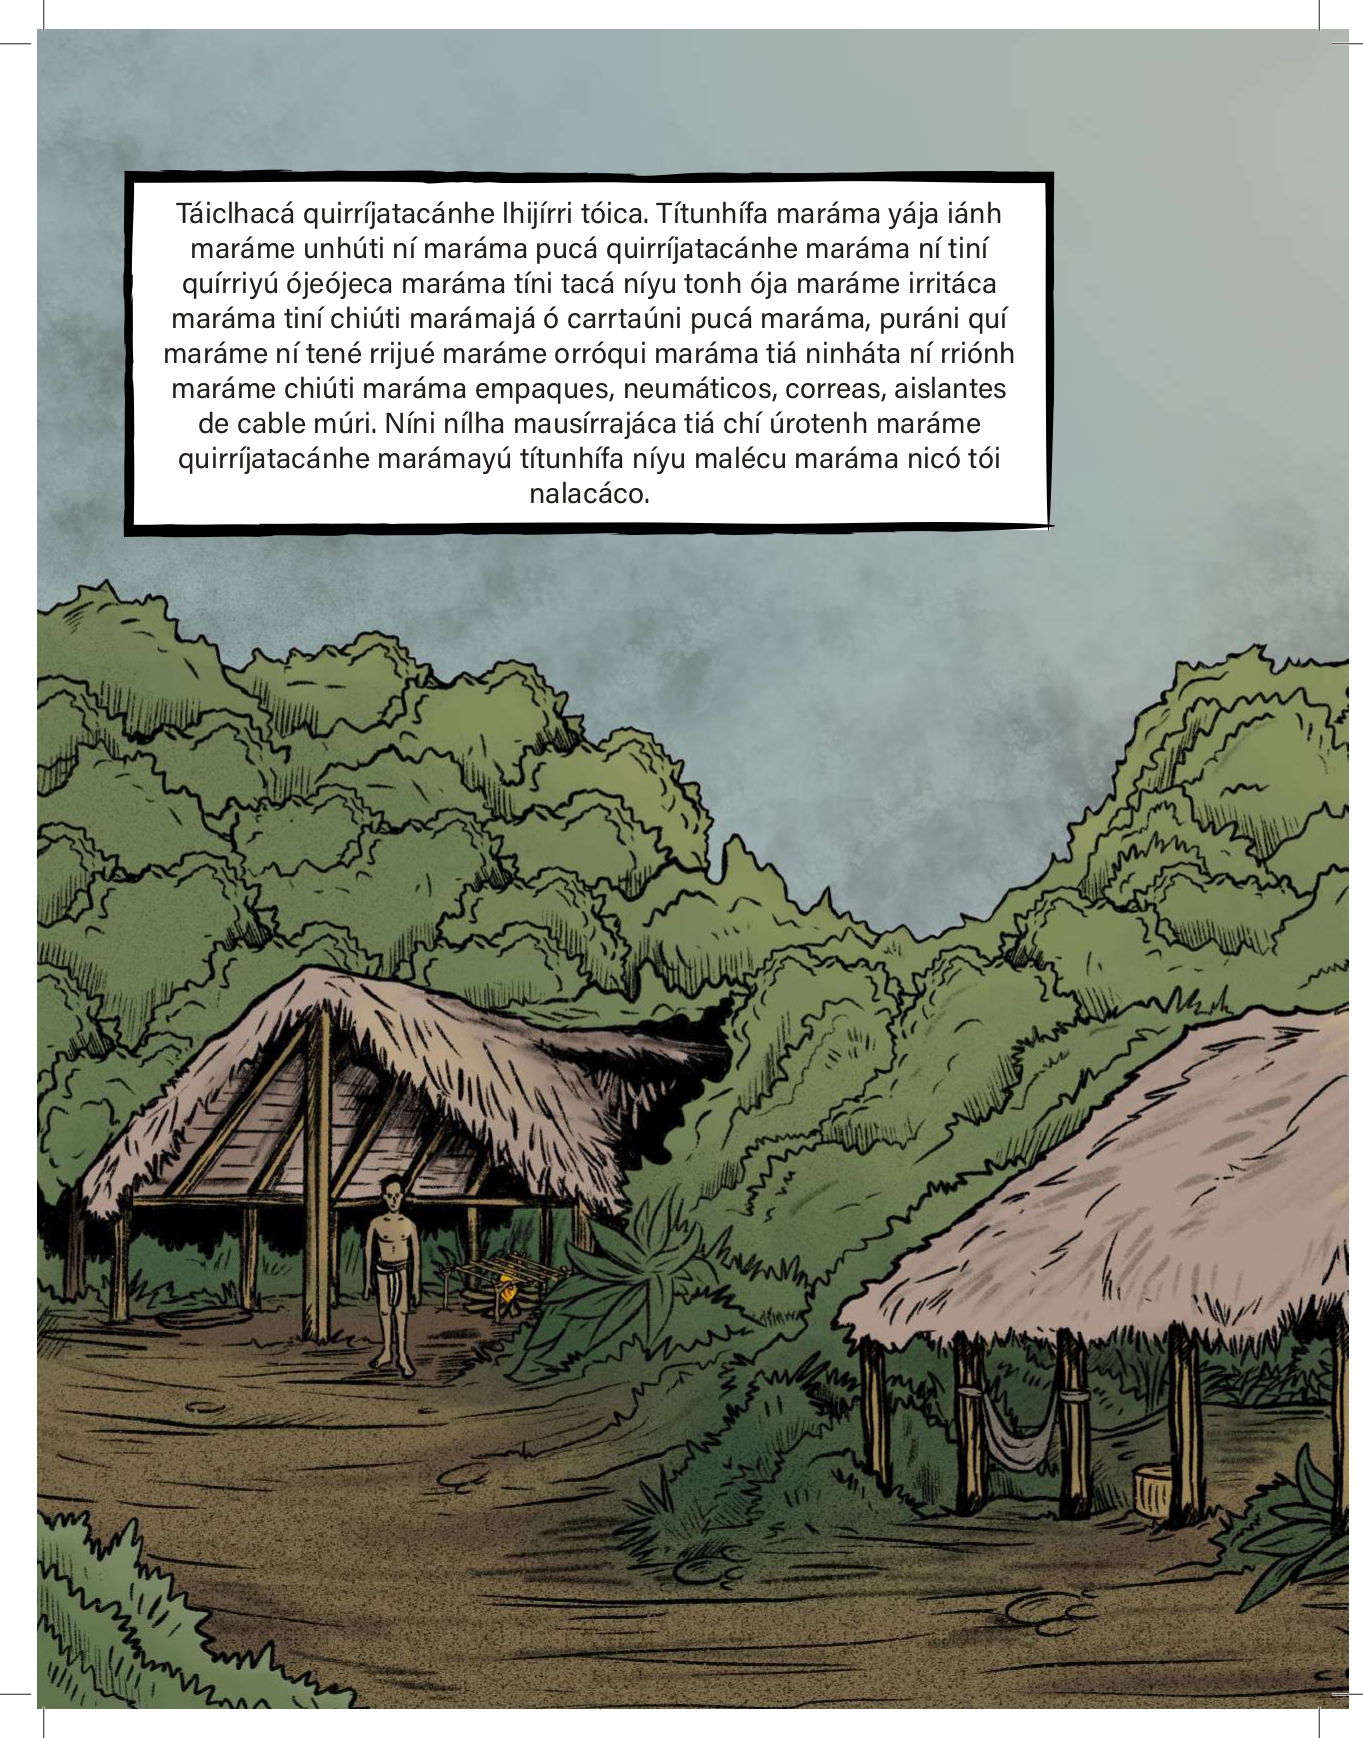 Táiclhacá quirríjatacánhe lhijírri tóica. Títunhífa maráma yája iánh
maráme unhúti ní maráma pucá quirríjatacánhe maráma ní tiní
quírriyú ójeójeca maráma tíni tacá níyu tonh ója maráme irritáca
maráma tiní chiúti marámajá ó carrtaúni pucá maráma, puráni quí
maráme ní tené rrijué maráme orróqui maráma tiá ninháta ní rriónh
maráme chiúti maráma empaques, neumáticos, correas, aislantes
de cable múri. Níni nílha mausírrajáca tiá chí úrotenh maráme
quirríjatacánhe marámayú títunhífa níyu malécu maráma nicó tói
nalacáco.